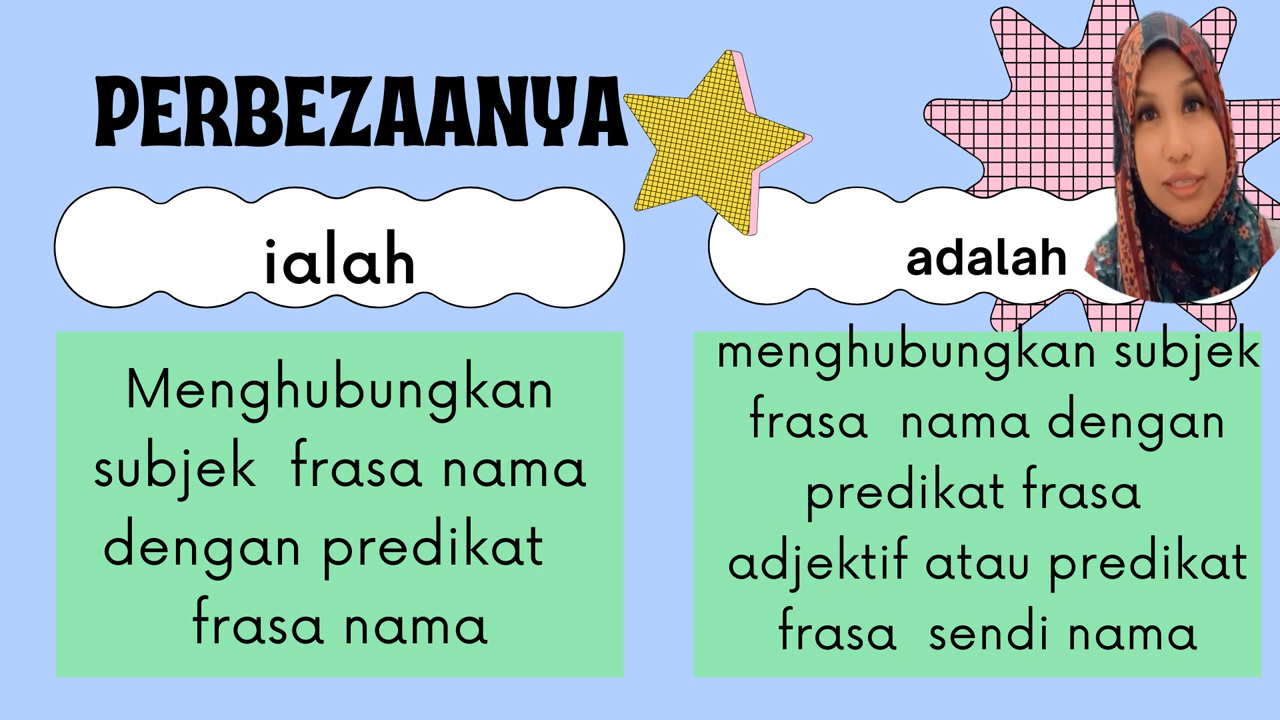 PERBEZAANYA
ialah
Menghubungkan
subjek frasa nama
dengan predikat
frasa nama
adalah
menghubungkan subjek
frasa nama dengan
predikat frasa
adjektif atau predikat
frasa sendi nama